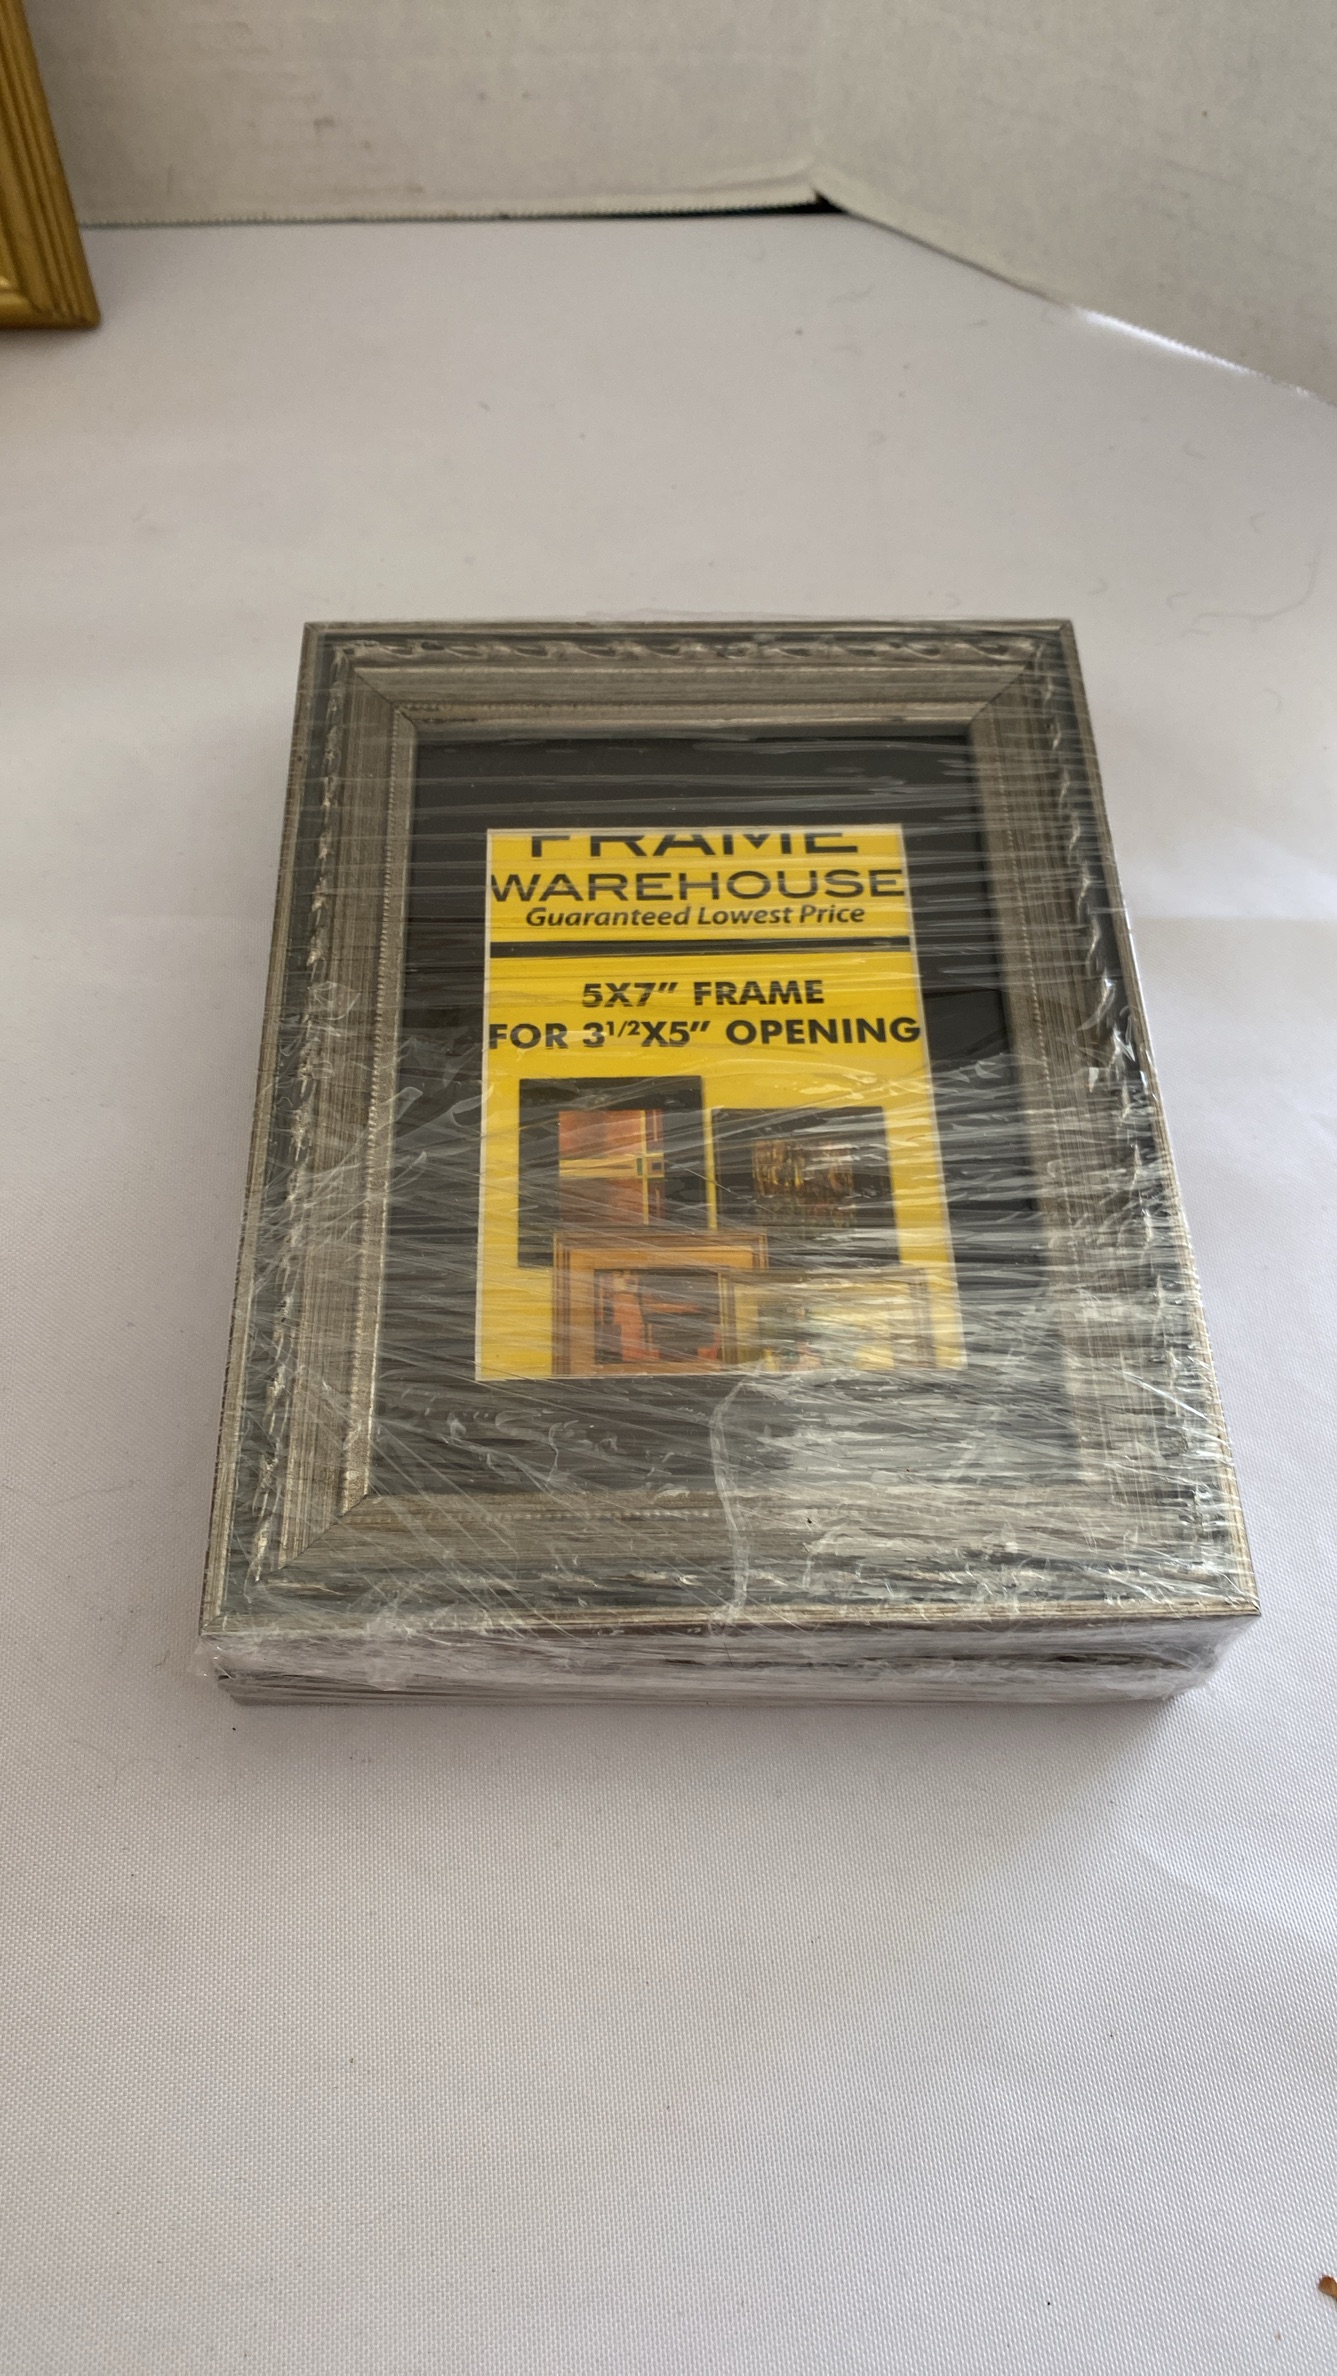 FRAME
WAREHOUSE
Guaranteed Lowest Price
5X7" FRAME
FOR 3 1/2X5" OPENING